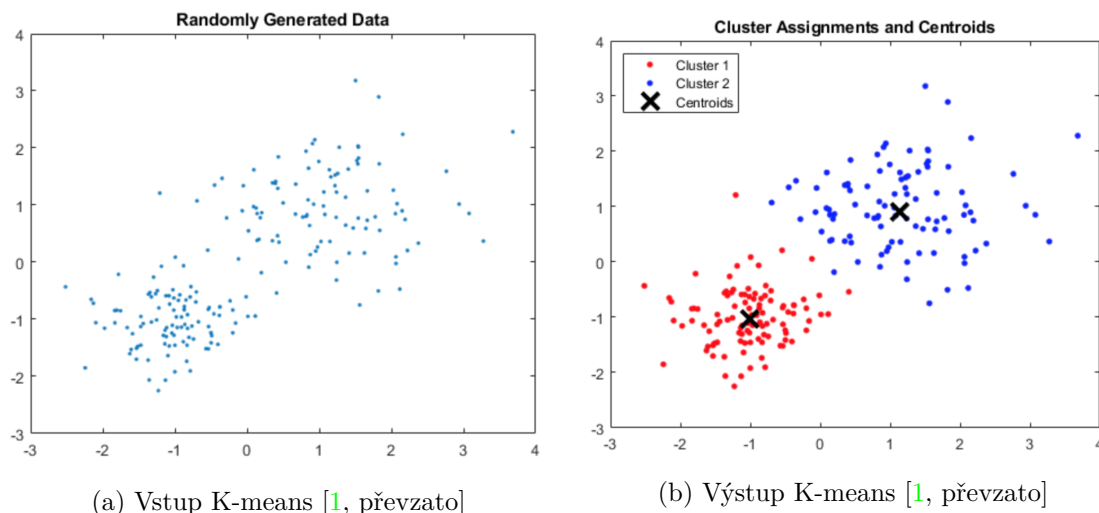 Randomly Generated Data
4
3
2
1
0
-1
-2
-3
-3 -2 -1 0 1 2 3 4
(a) Vstup K-means [1, převzato]
Cluster Assignments and Centroids
Cluster 1
Cluster 2
Centroids
4
3
2
1
0
-1
-2
-3
-3 -2 -1 0 1 2 3 4
(b) Výstup K-means [1, převzato]